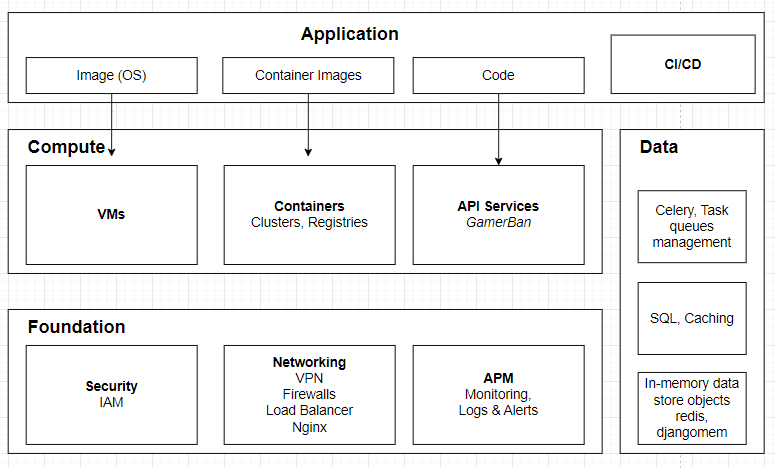 Application
Image (OS)
Container Images
Code
CI/CD
Compute
VMs
Containers
Clusters, Registries
API Services
GamerBan
Data
Celery, Task
queues
management
SQL, Caching
In-memory data
store objects
redis,
djangomem
Foundation
Security
IAM
Networking
VPN
Firewalls
Load Balancer
Nginx
APM
Monitoring,
Logs & Alerts